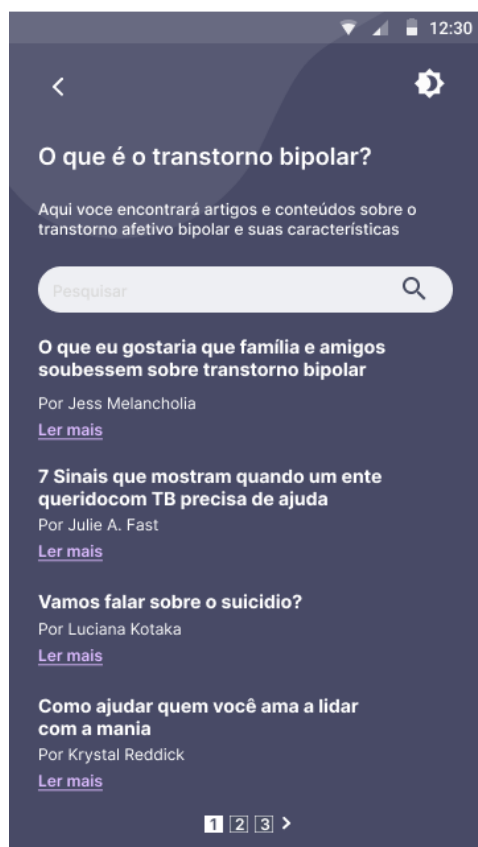 12:30
O que é o transtorno bipolar?
Aqui voce encontrará artigos e conteúdos sobre o
transtorno afetivo bipolar e suas características
Pesquisar
O que eu gostaria que família e amigos
soubessem sobre transtorno bipolar
Por Jess Melancholia
Ler mais
7 Sinais que mostram quando um ente
queridocom TB precisa de ajuda
Por Julie A. Fast
Ler mais
Vamos falar sobre o suicidio?
Por Luciana Kotaka
Ler mais
Como ajudar quem você ama a lidar
com a mania
Por Krystal Reddick
Ler mais
1 2 3